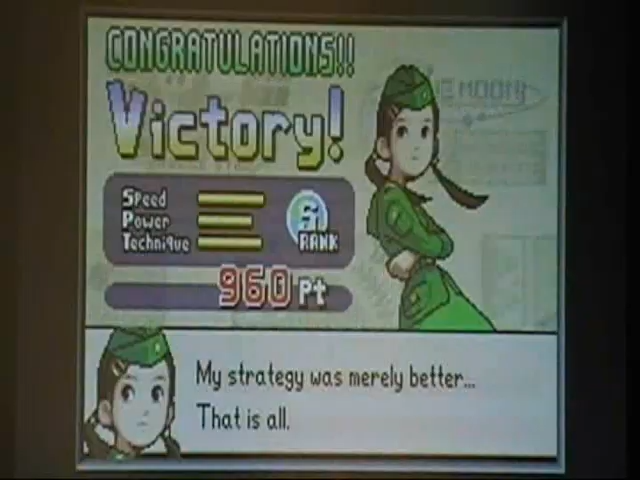 CONGRATULATIONS!!
Victory!
Speed
Power
Technique
S
RANK
960 Pt
My strategy was merely better...
That is all.